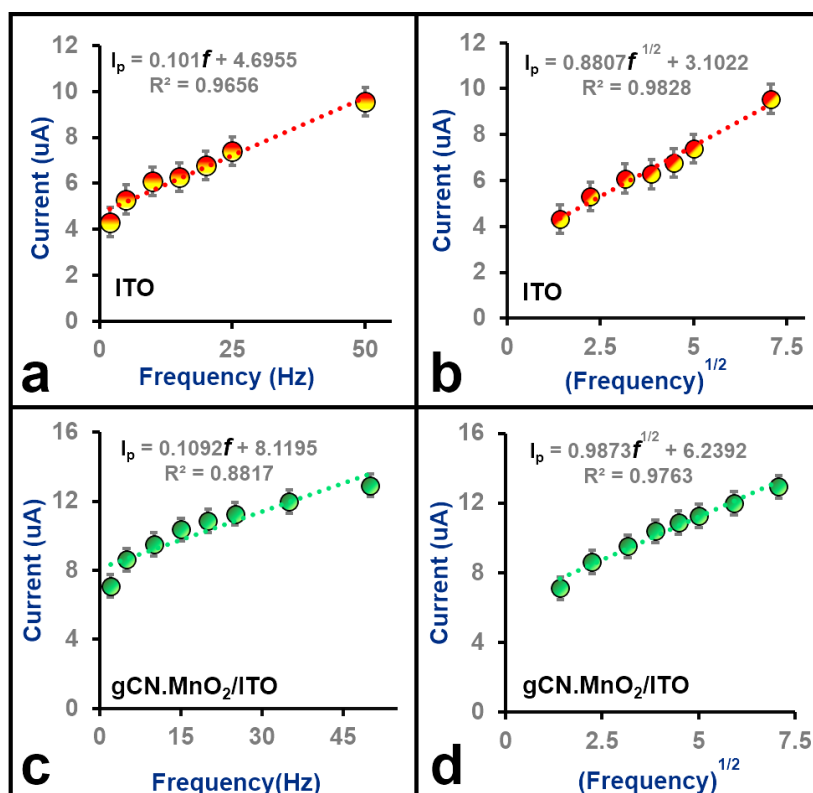 12
10
8
6
4
2
0
Current (uA)
Iₚ = 0.101f + 4.6955
R² = 0.9656
ITO
0
25
50
a
Frequency (Hz)
12
10
8
6
4
2
0
Current (uA)
Iₚ = 0.8807f ¹/² + 3.1022
R² = 0.9828
ITO
0
2.5
5
7.5
b
(Frequency)¹/²
16
12
8
4
0
Current (uA)
Iₚ = 0.1092f + 8.1195
R² = 0.8817
gCN.MnO₂/ITO
0
15
30
45
c
Frequency(Hz)
16
12
8
4
0
Current (uA)
Iₚ = 0.9873f ¹/² + 6.2392
R² = 0.9763
gCN.MnO₂/ITO
0
2.5
5
7.5
d
(Frequency)¹/²